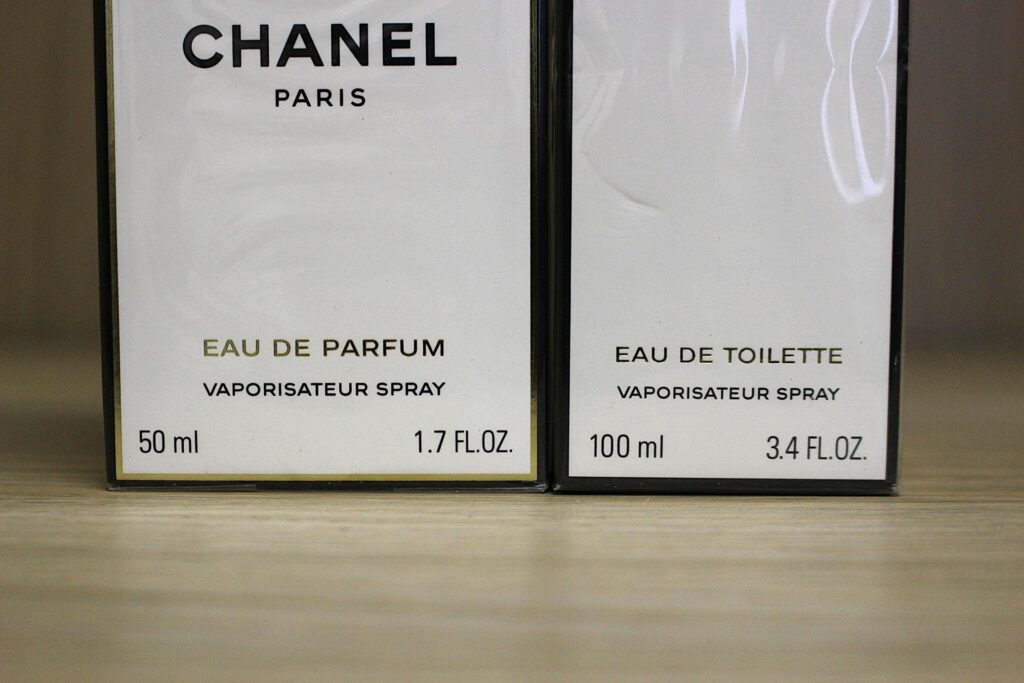 CHANEL
PARIS
EAU DE PARFUM
VAPORISATEUR SPRAY
50 ml 1.7 FL.OZ.
EAU DE TOILETTE
VAPORISATEUR SPRAY
100 ml 3.4 FL.OZ.